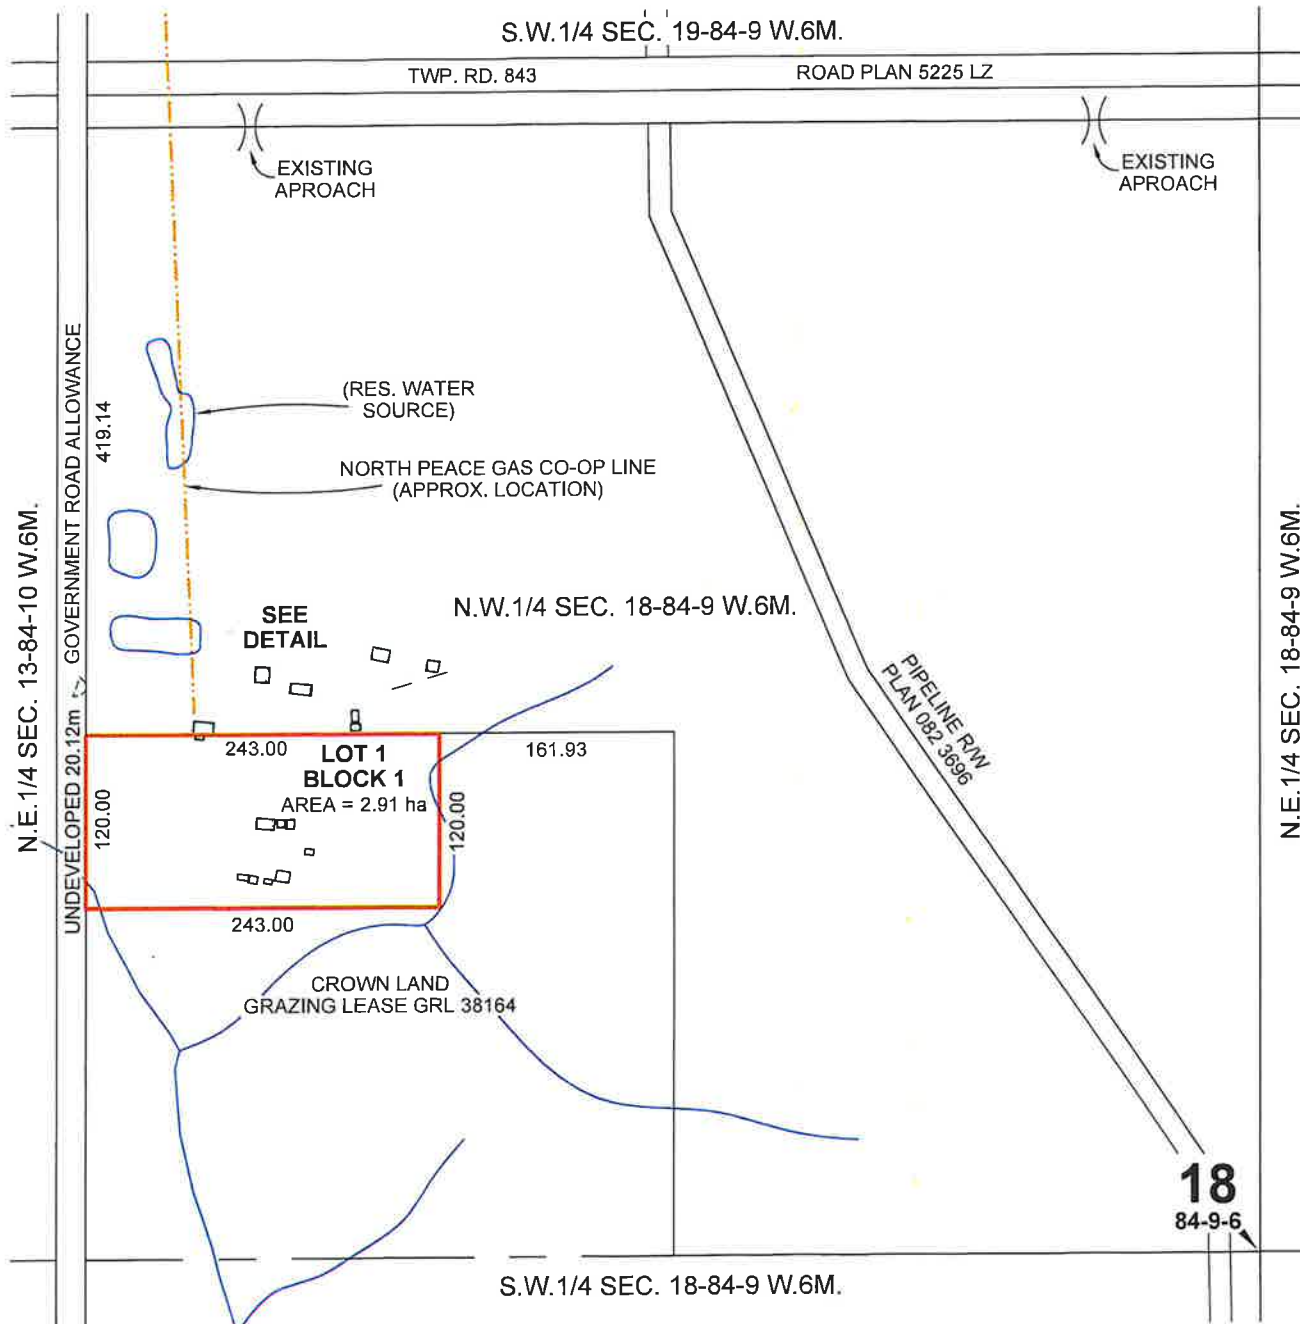 S.W.1/4 SEC. 19-84-9 W.6M.
TWP. RD. 843
ROAD PLAN 5225 LZ
EXISTING
APROACH
EXISTING
APROACH
(RES. WATER
SOURCE)
NORTH PEACE GAS CO-OP LINE
(APPROX. LOCATION)
419.14
UNDEVELOPED 20.12m GOVERNMENT ROAD ALLOWANCE
N.E.1/4 SEC. 13-84-10 W.6M.
N.E.1/4 SEC. 18-84-9 W.6M.
SEE
DETAIL
N.W.1/4 SEC. 18-84-9 W.6M.
PIPELINE R/W
PLAN 082 3696
243.00
LOT 1
BLOCK 1
AREA = 2.91 ha
161.93
120.00
120.00
243.00
CROWN LAND
GRAZING LEASE GRL 38164
18
84-9-6
S.W.1/4 SEC. 18-84-9 W.6M.